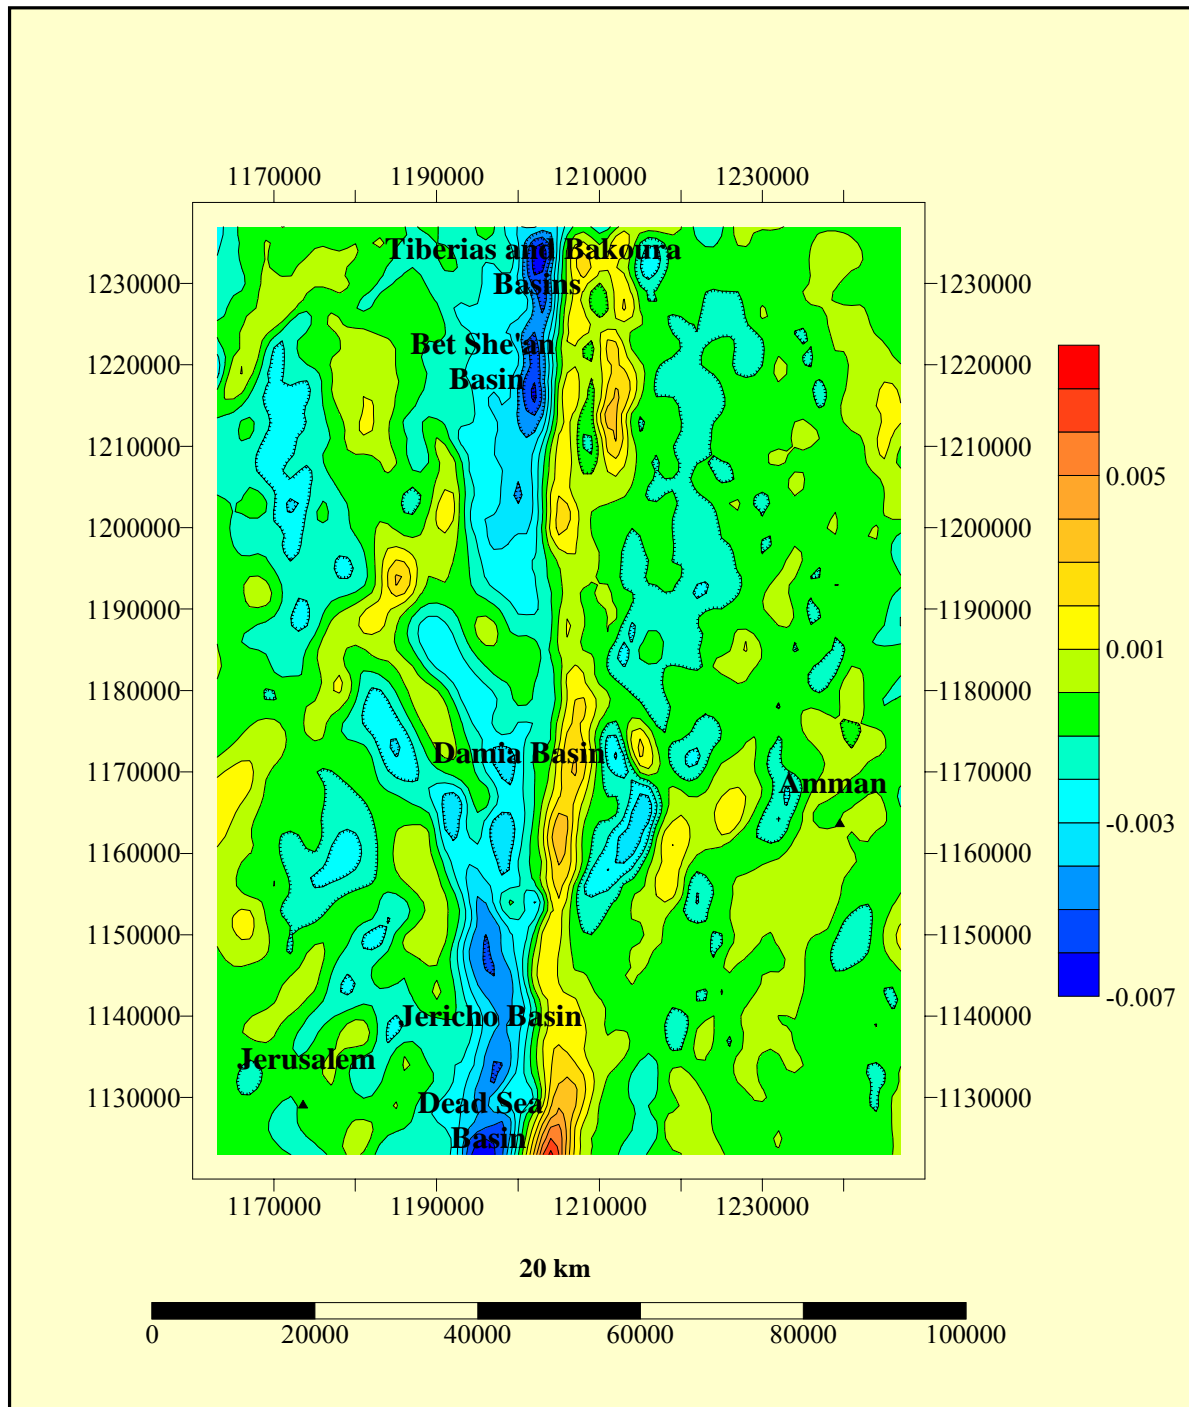 1170000 1190000 1210000 1230000
Tiberias and Bakoura
Basins
1230000 1230000
Bet She'an
Basin
1220000 1220000
1210000 1210000
0.005
1200000 1200000
1190000 1190000
0.001
1180000 1180000
Damia Basin
1170000 1170000
Amman
-0.003
1160000 1160000
1150000 1150000
-0.007
1140000 1140000
Jericho Basin
Jerusalem
1130000 1130000
Dead Sea
Basin
1170000 1190000 1210000 1230000
20 km
0 20000 40000 60000 80000 100000